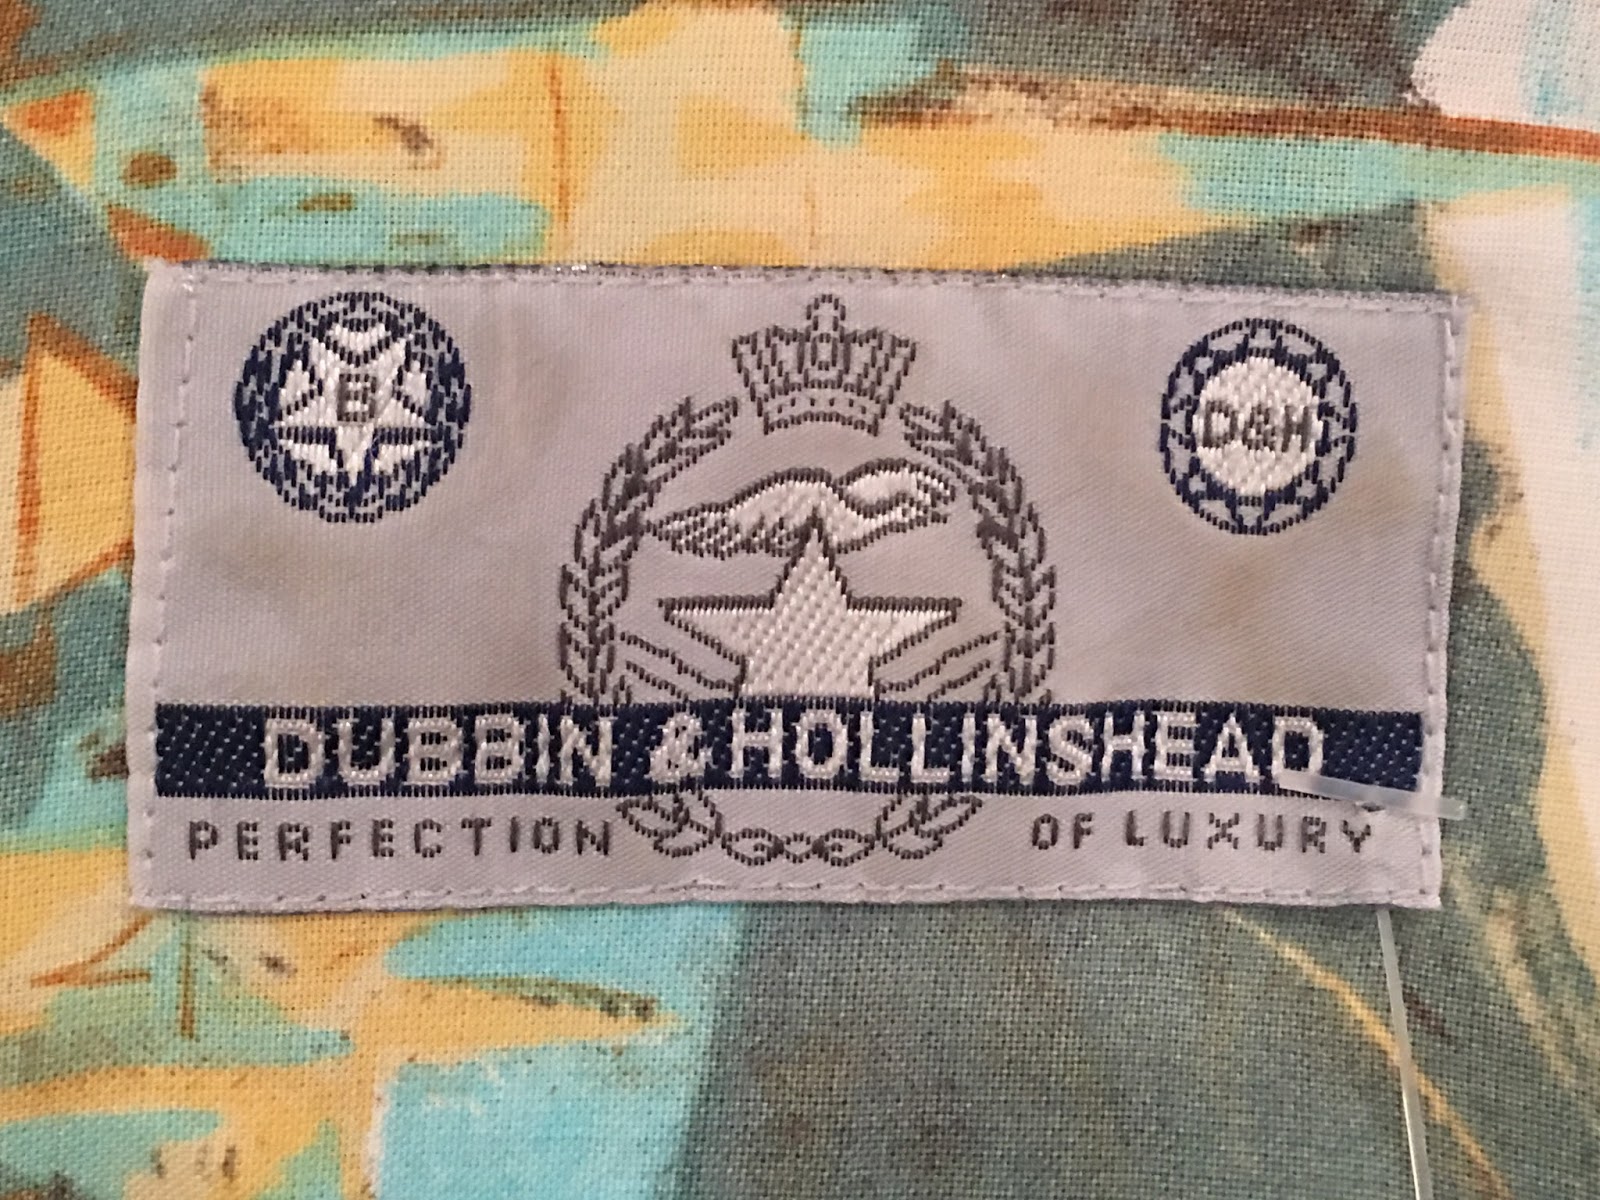 B
D&H
DUBBIN & HOLLINSHEAD
PERFECTION OF LUXURY